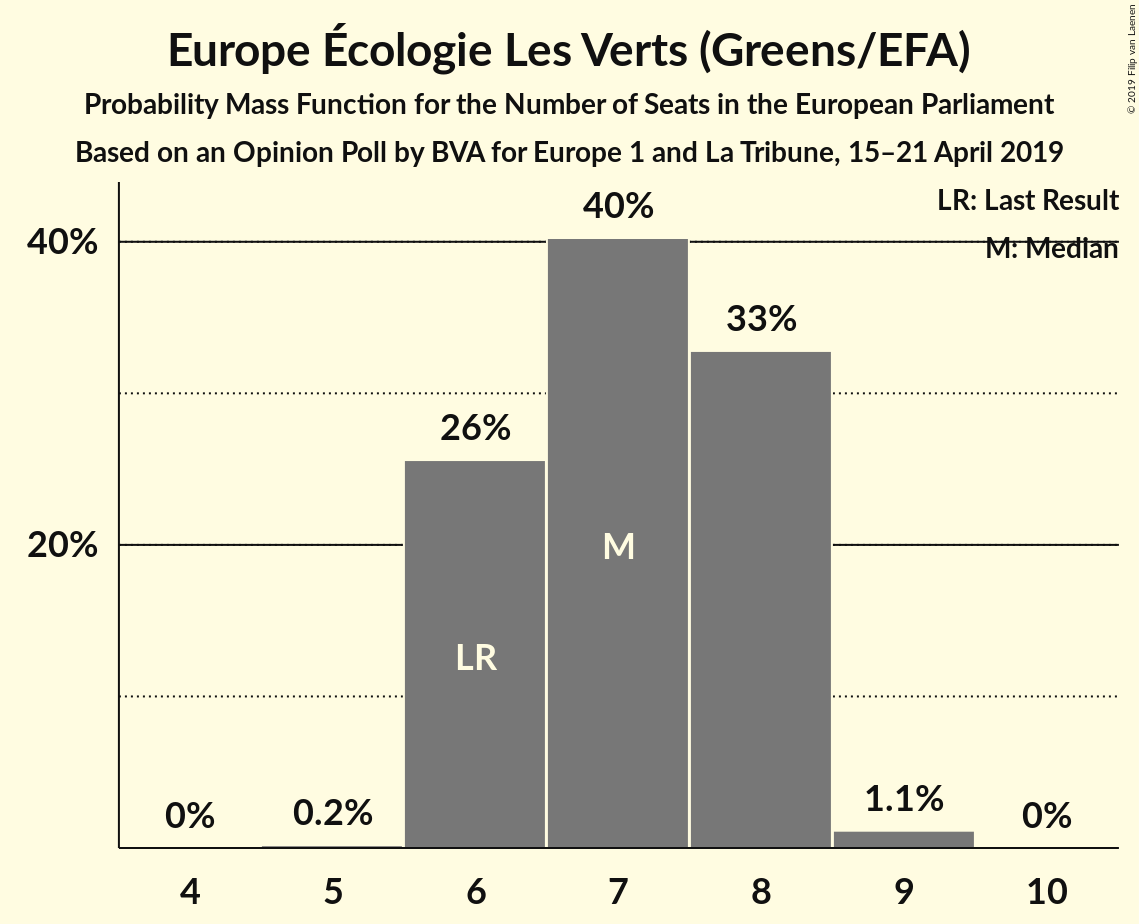 Europe Écologie Les Verts (Greens/EFA)
Probability Mass Function for the Number of Seats in the European Parliament
Based on an Opinion Poll by BVA for Europe 1 and La Tribune, 15–21 April 2019
© 2019 Filip van Laenen
LR: Last Result
M: Median
40%
20%
0%
0.2%
26%
40%
33%
1.1%
0%
LR
M
4 5 6 7 8 9 10